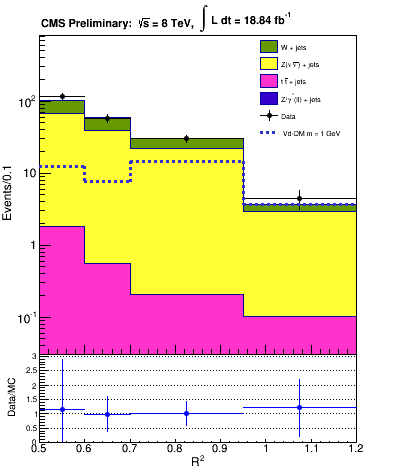 CMS Preliminary: √s = 8 TeV, ∫ L dt = 18.84 fb⁻¹
W + jets
Z(ν ν̅) + jets
t t̅ + jets
Z/γ*(ll) + jets
Data
Vd-DM m = 1 GeV
Events/0.1
10²
10
1
10⁻¹
Data/MC
3
2.5
2
1.5
1
0.5
0
0.5 0.6 0.7 0.8 0.9 1 1.1 1.2
R²